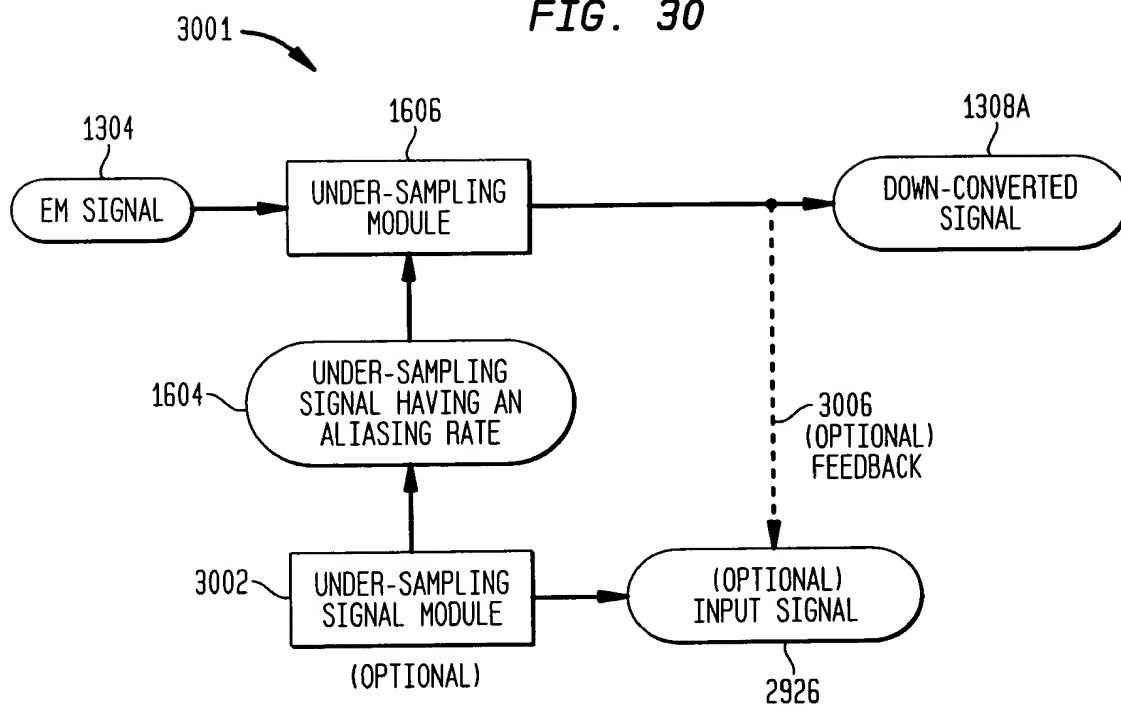 FIG. 30
3001
1304
EM SIGNAL
1606
UNDER-SAMPLING
MODULE
1308A
DOWN-CONVERTED
SIGNAL
1604
UNDER-SAMPLING
SIGNAL HAVING AN
ALIASING RATE
3006
(OPTIONAL)
FEEDBACK
3002
UNDER-SAMPLING
SIGNAL MODULE
(OPTIONAL)
(OPTIONAL)
INPUT SIGNAL
2926